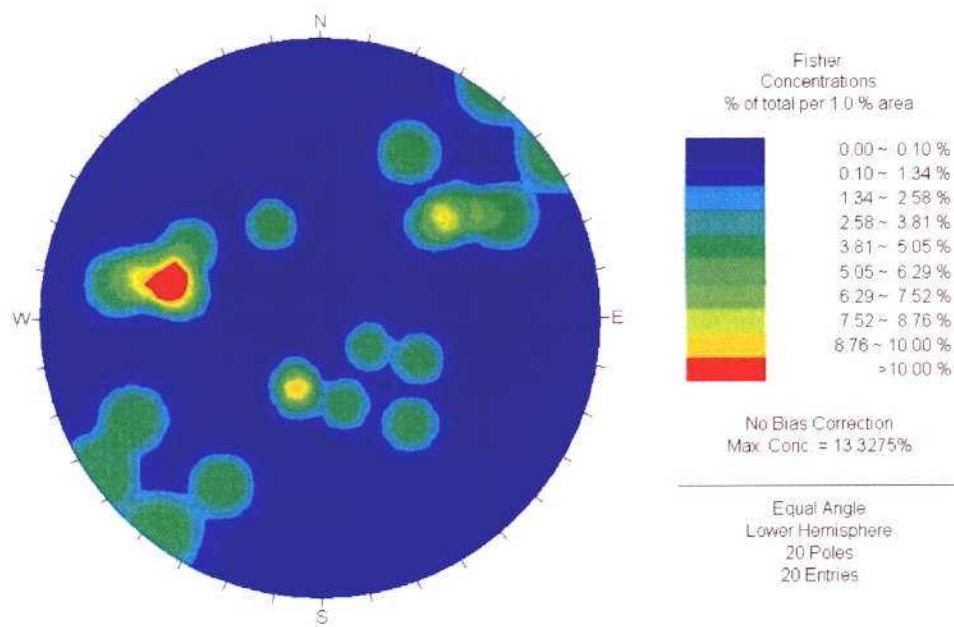 N
W
E
S
Fisher
Concentrations
% of total per 1.0 % area
0.00 ~ 0.10 %
0.10 ~ 1.34 %
1.34 ~ 2.58 %
2.58 ~ 3.81 %
3.81 ~ 5.05 %
5.05 ~ 6.29 %
6.29 ~ 7.52 %
7.52 ~ 8.76 %
8.76 ~ 10.00 %
>10.00 %
No Bias Correction
Max. Conc. = 13.3275%
Equal Angle
Lower Hemisphere
20 Poles
20 Entries